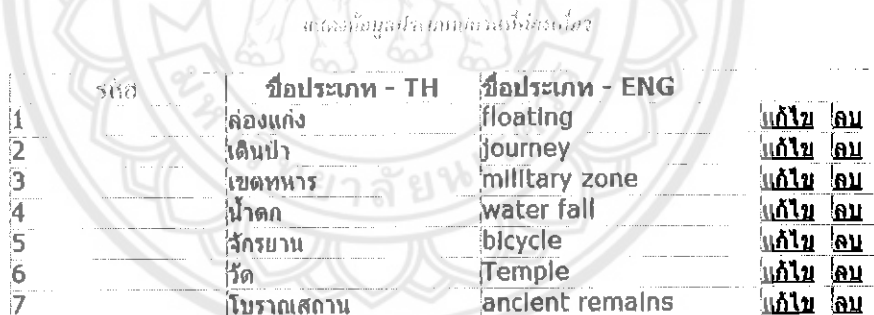 รหัส ชื่อประเภท - TH ชื่อประเภท - ENG
1 ล่องแก่ง floating แก้ไข ลบ
2 เดินป่า journey แก้ไข ลบ
3 เขตทหาร military zone แก้ไข ลบ
4 น้ำตก water fall แก้ไข ลบ
5 จักรยาน bicycle แก้ไข ลบ
6 วัด Temple แก้ไข ลบ
7 โบราณสถาน ancient remains แก้ไข ลบ